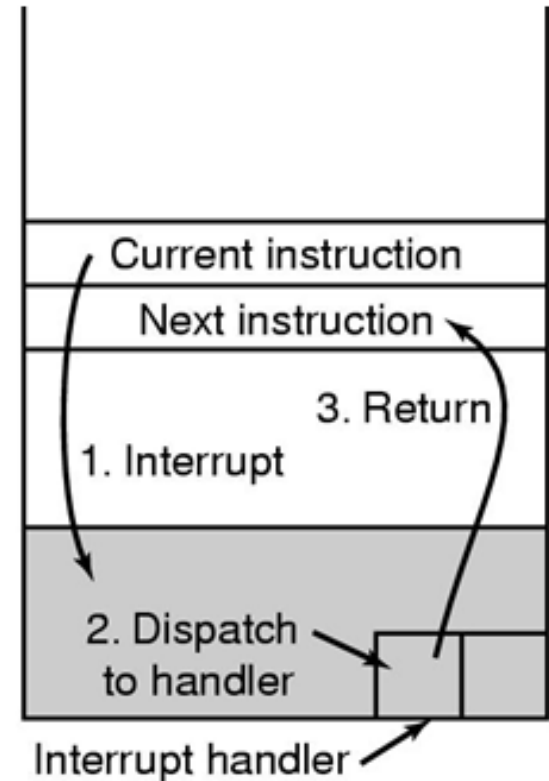 Current instruction
Next instruction
3. Return
1. Interrupt
2. Dispatch
to handler
Interrupt handler